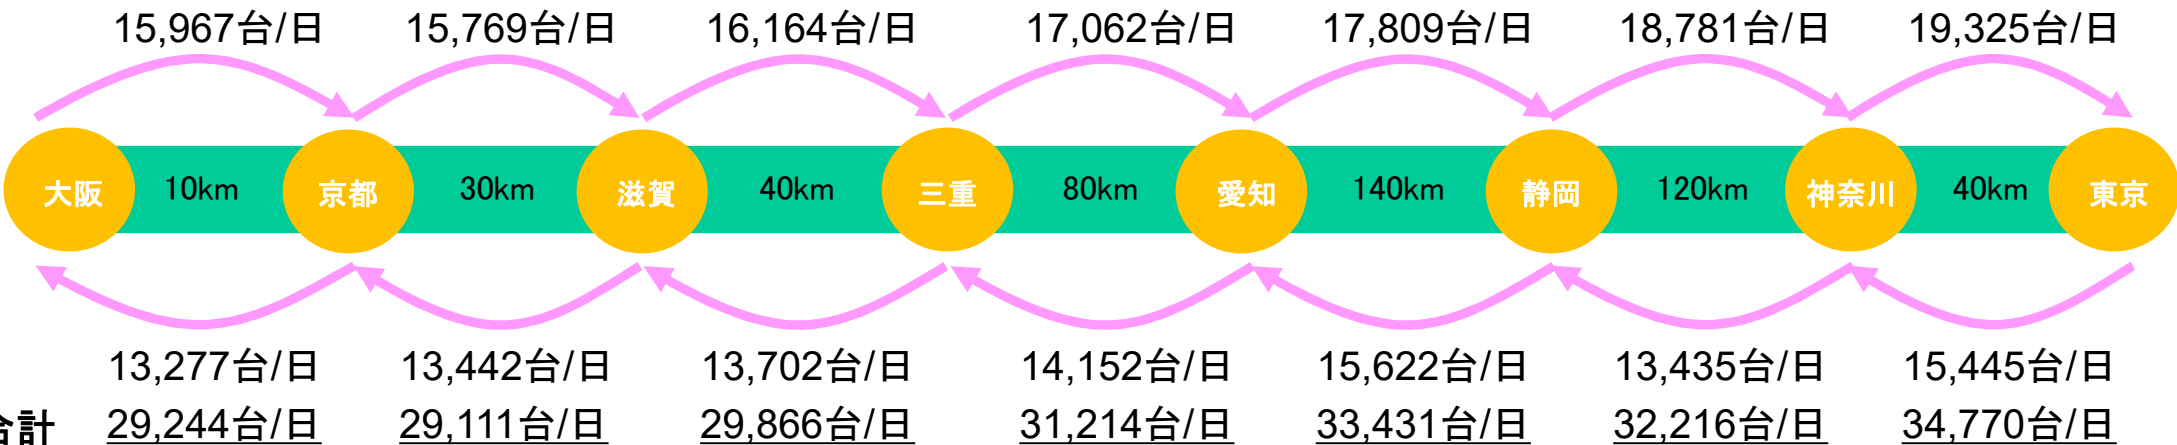 15,967台/日 15,769台/日 16,164台/日 17,062台/日 17,809台/日 18,781台/日 19,325台/日
大阪 10km 京都 30km 滋賀 40km 三重 80km 愛知 140km 静岡 120km 神奈川 40km 東京
13,277台/日 13,442台/日 13,702台/日 14,152台/日 15,622台/日 13,435台/日 15,445台/日
合計 29,244台/日 29,111台/日 29,866台/日 31,214台/日 33,431台/日 32,216台/日 34,770台/日